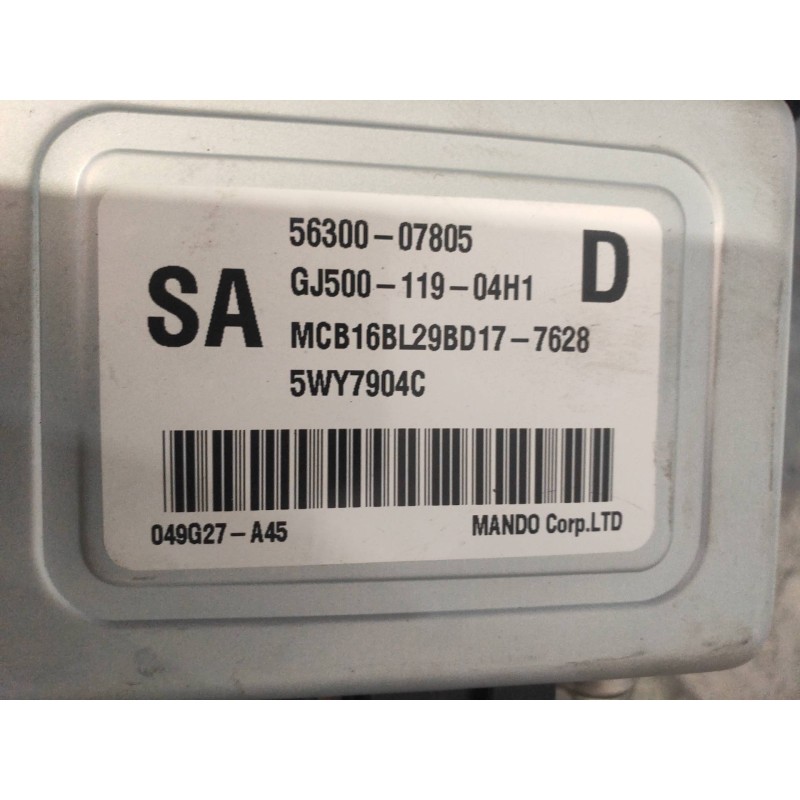 56300-07805
D
SA
GJ500-119-04H1
MCB16BL29BD17-7628
5WY7904C
049G27-A45
MANDO Corp.LTD